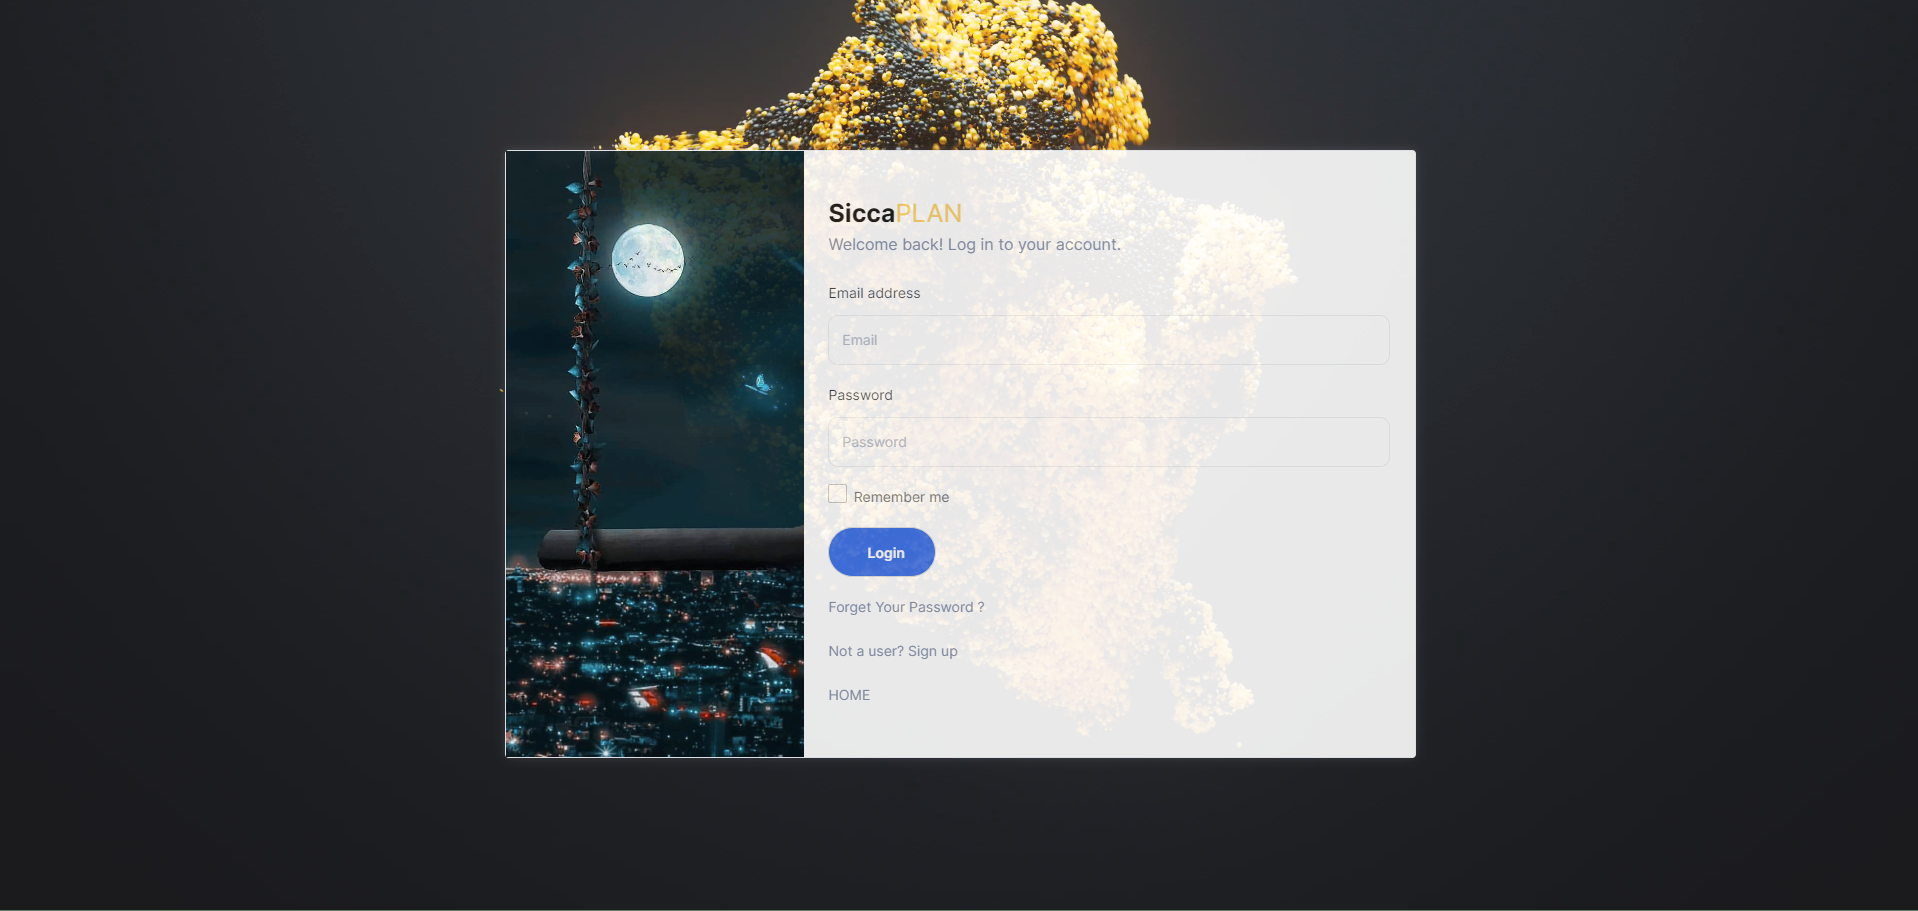 SiccaPLAN
Welcome back! Log in to your account.
Email address
Email
Password
Password
Remember me
Login
Forget Your Password ?
Not a user? Sign up
HOME